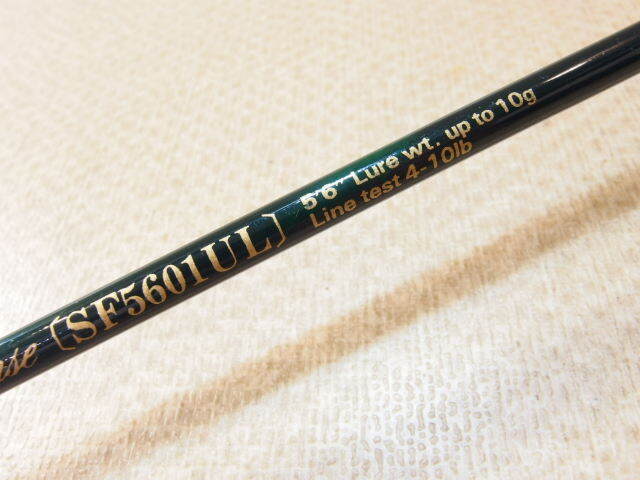 [SF5601UL]
5'6" Lure wt. up to 10g
Line test 4-10lb